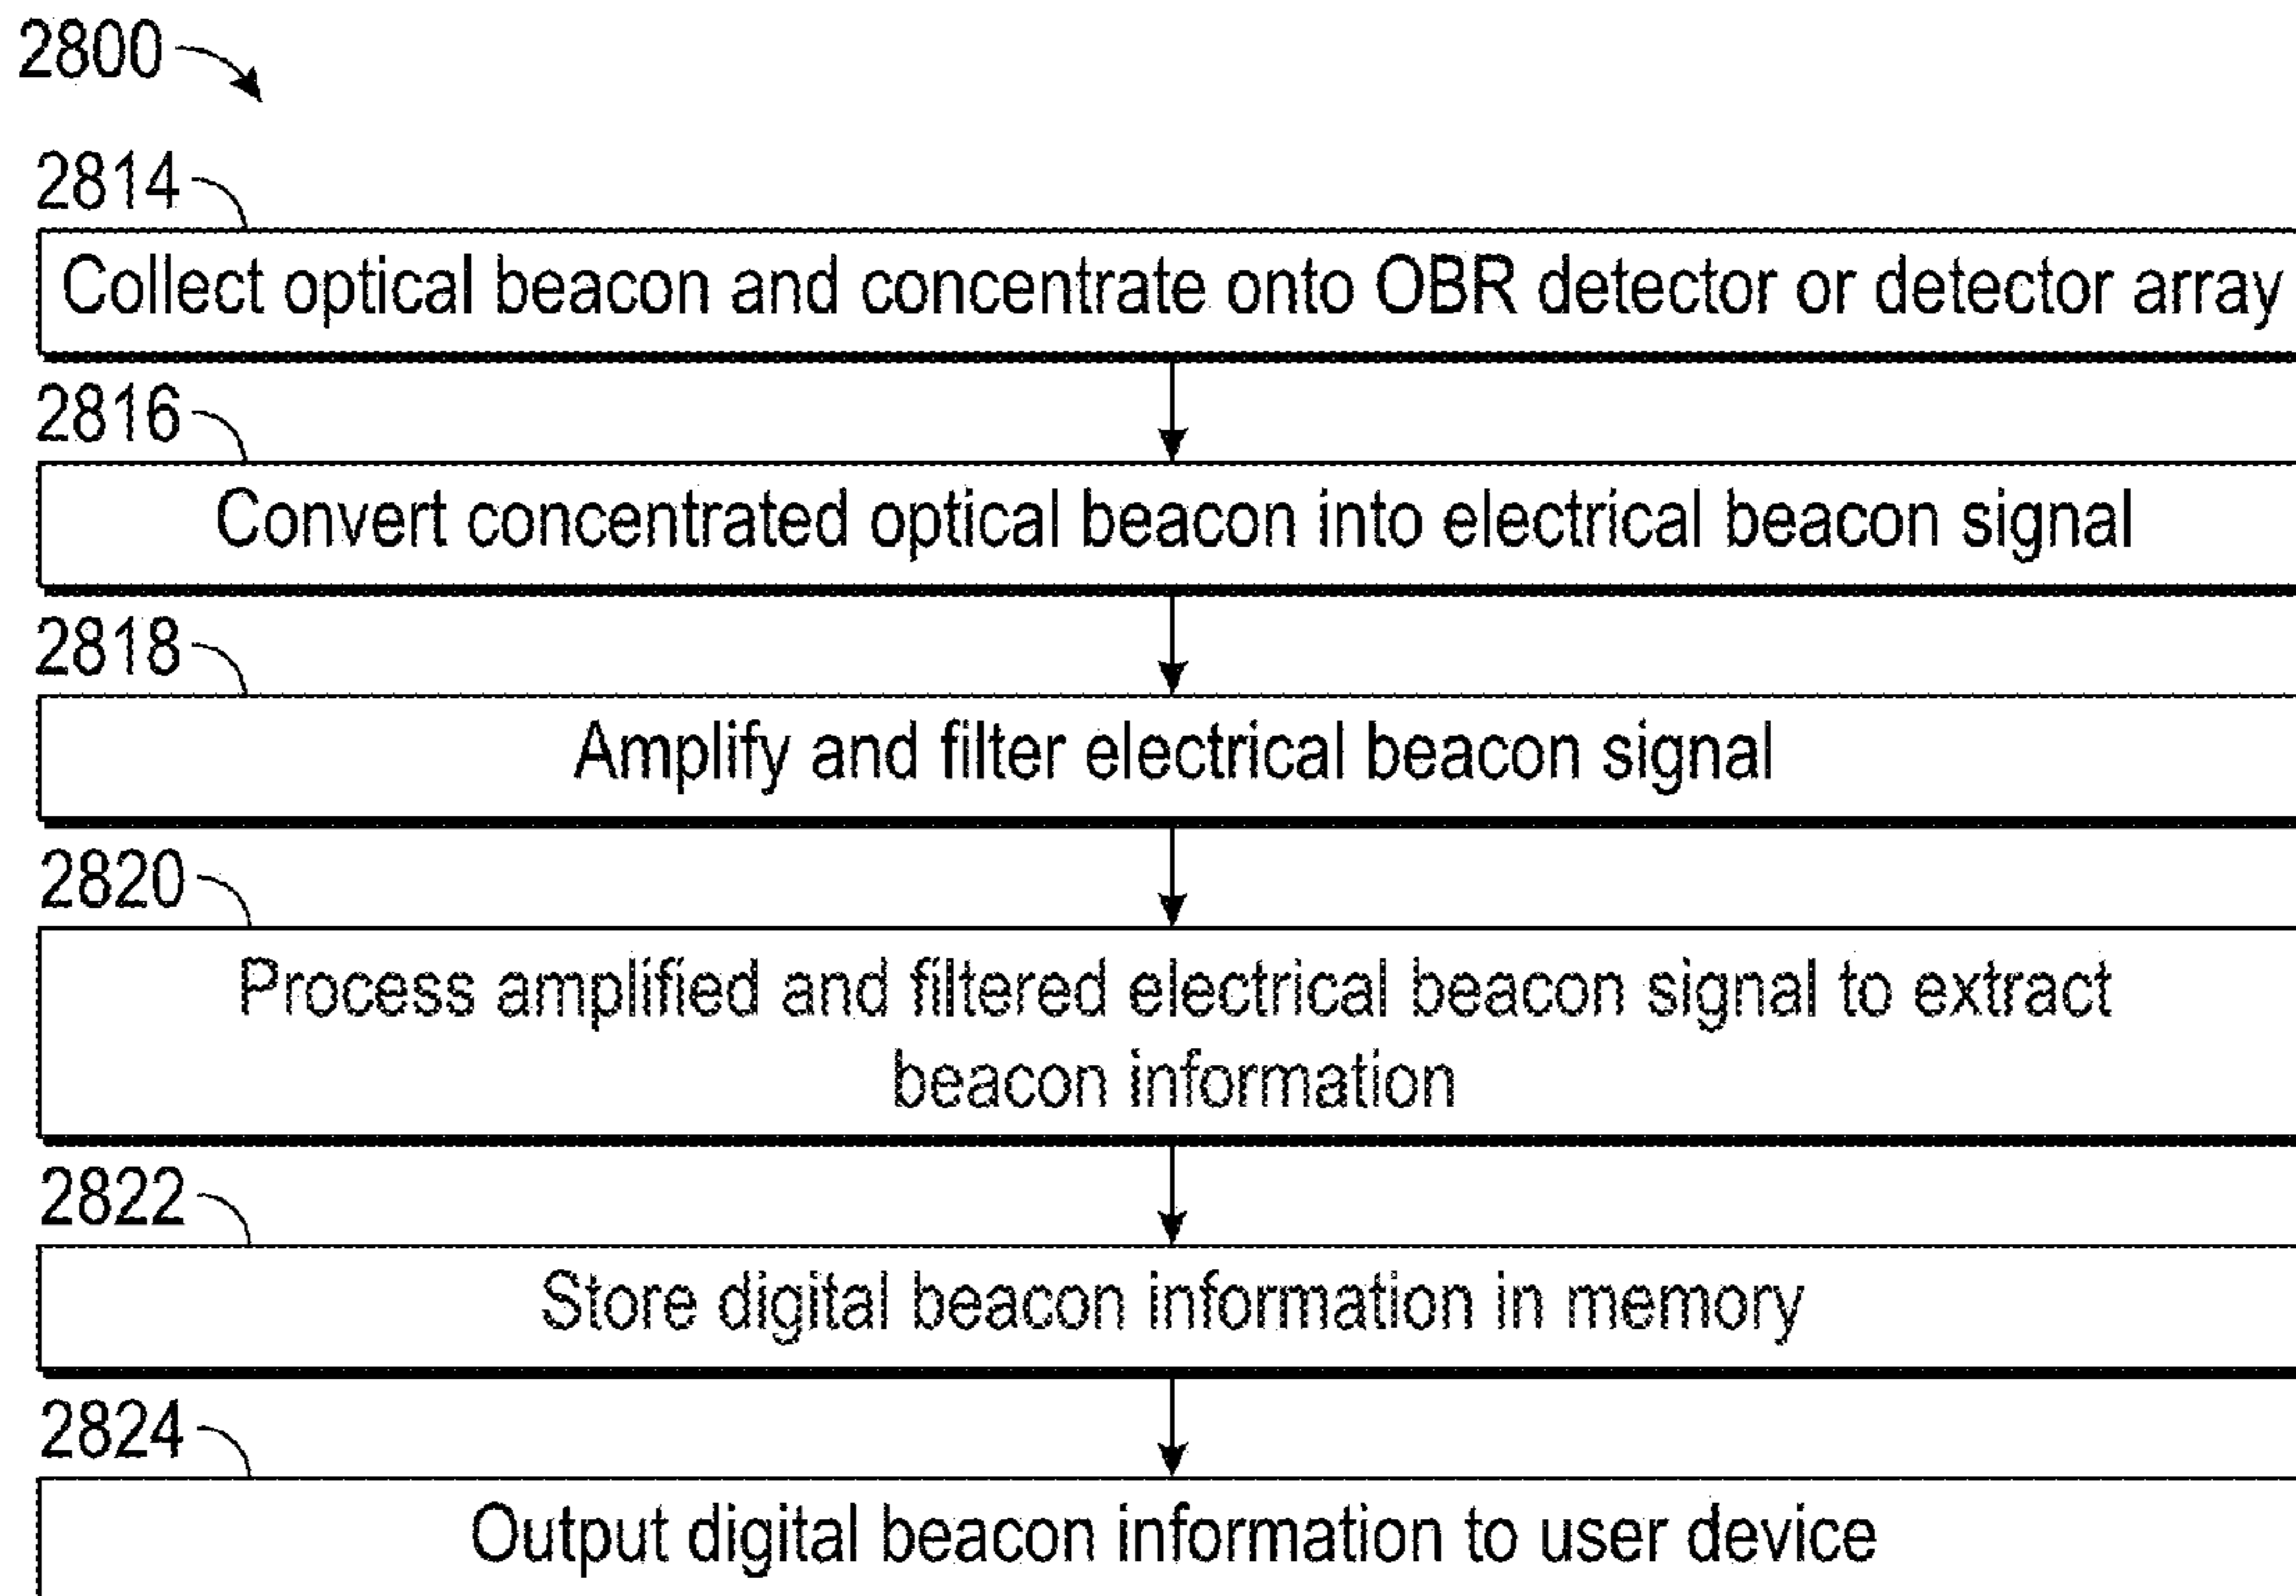 2800
2814
Collect optical beacon and concentrate onto OBR detector or detector array
2816
Convert concentrated optical beacon into electrical beacon signal
2818
Amplify and filter electrical beacon signal
2820
Process amplified and filtered electrical beacon signal to extract
beacon information
2822
Store digital beacon information in memory
2824
Output digital beacon information to user device